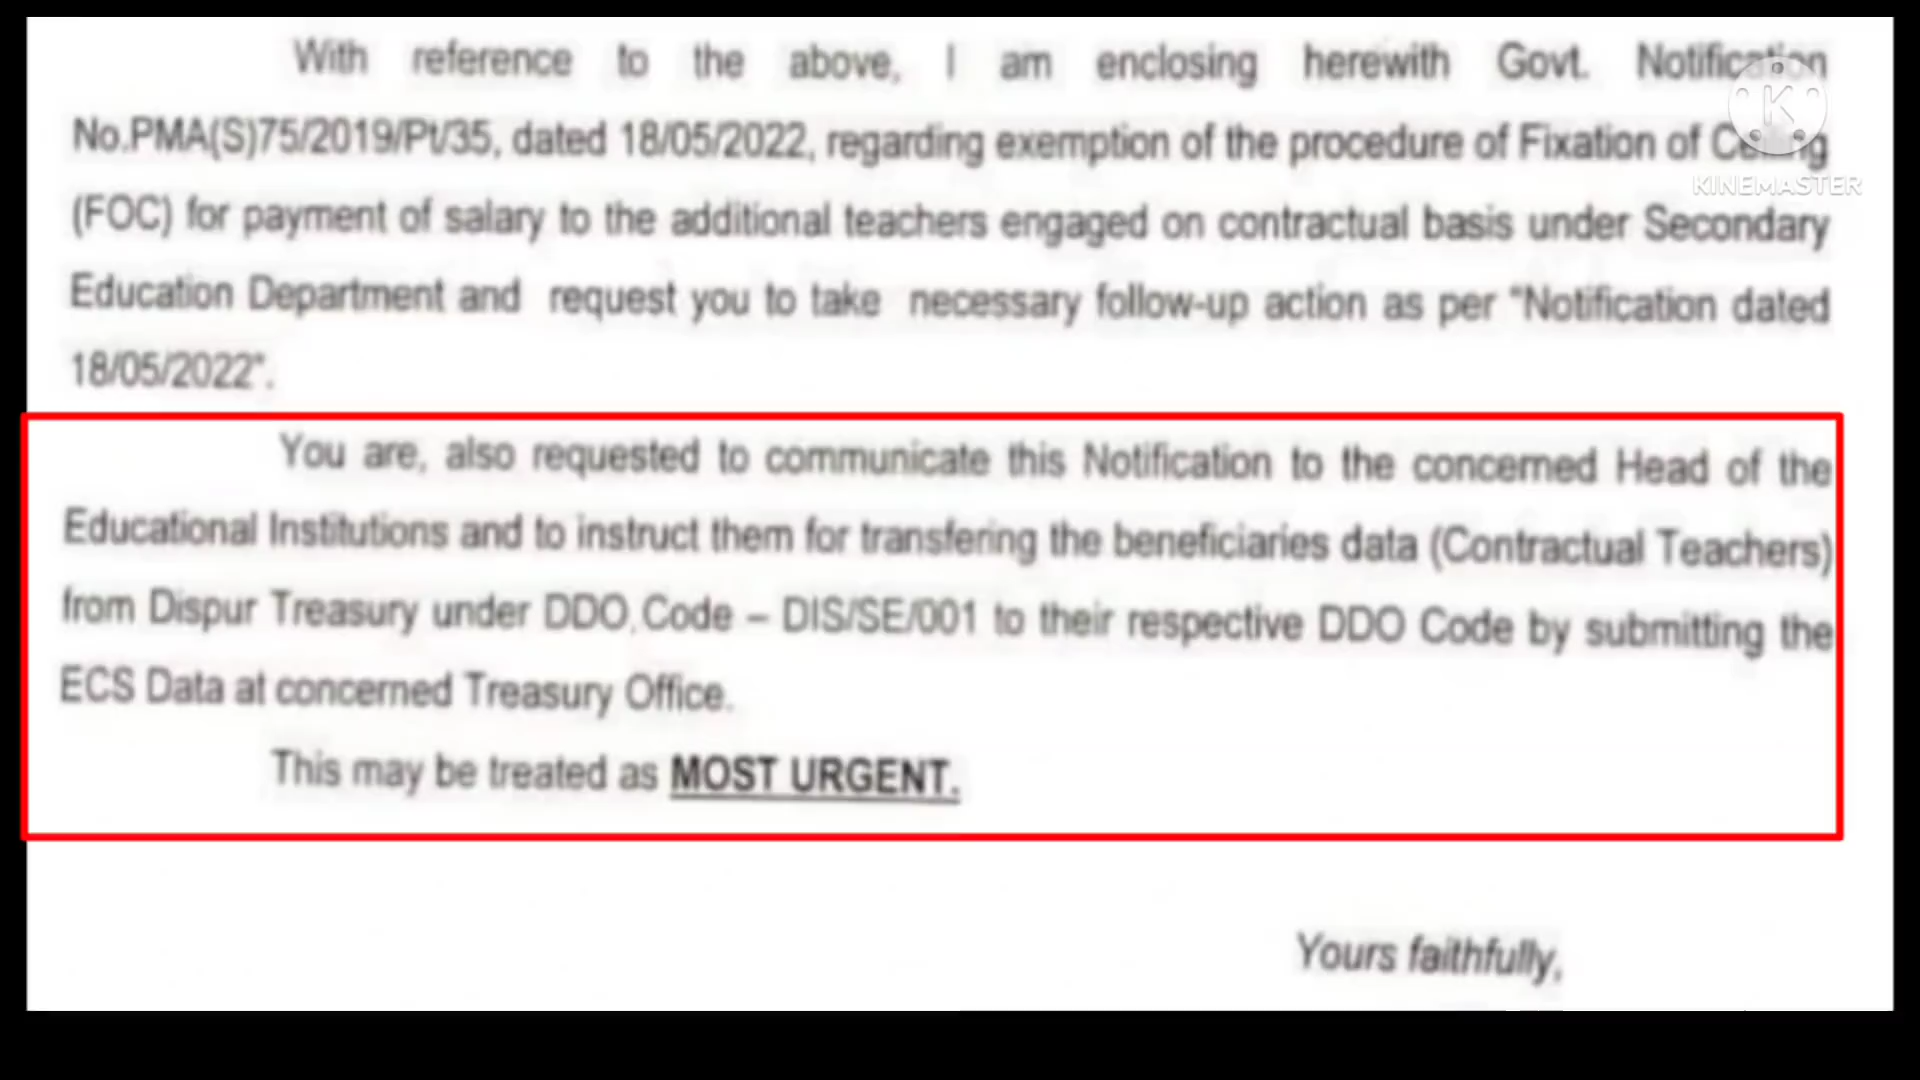 With reference to the above, I am enclosing herewith Govt. Notification
No.PMA(S)75/2019/Pt/35, dated 18/05/2022, regarding exemption of the procedure of Fixation of Ceiling
(FOC) for payment of salary to the additional teachers engaged on contractual basis under Secondary
Education Department and request you to take necessary follow-up action as per "Notification dated
18/05/2022".
You are, also requested to communicate this Notification to the concerned Head of the
Educational Institutions and to instruct them for transfering the beneficiaries data (Contractual Teachers)
from Dispur Treasury under DDO Code – DIS/SE/001 to their respective DDO Code by submitting the
ECS Data at concerned Treasury Office.
This may be treated as MOST URGENT.
Yours faithfully,
K
KINEMASTER